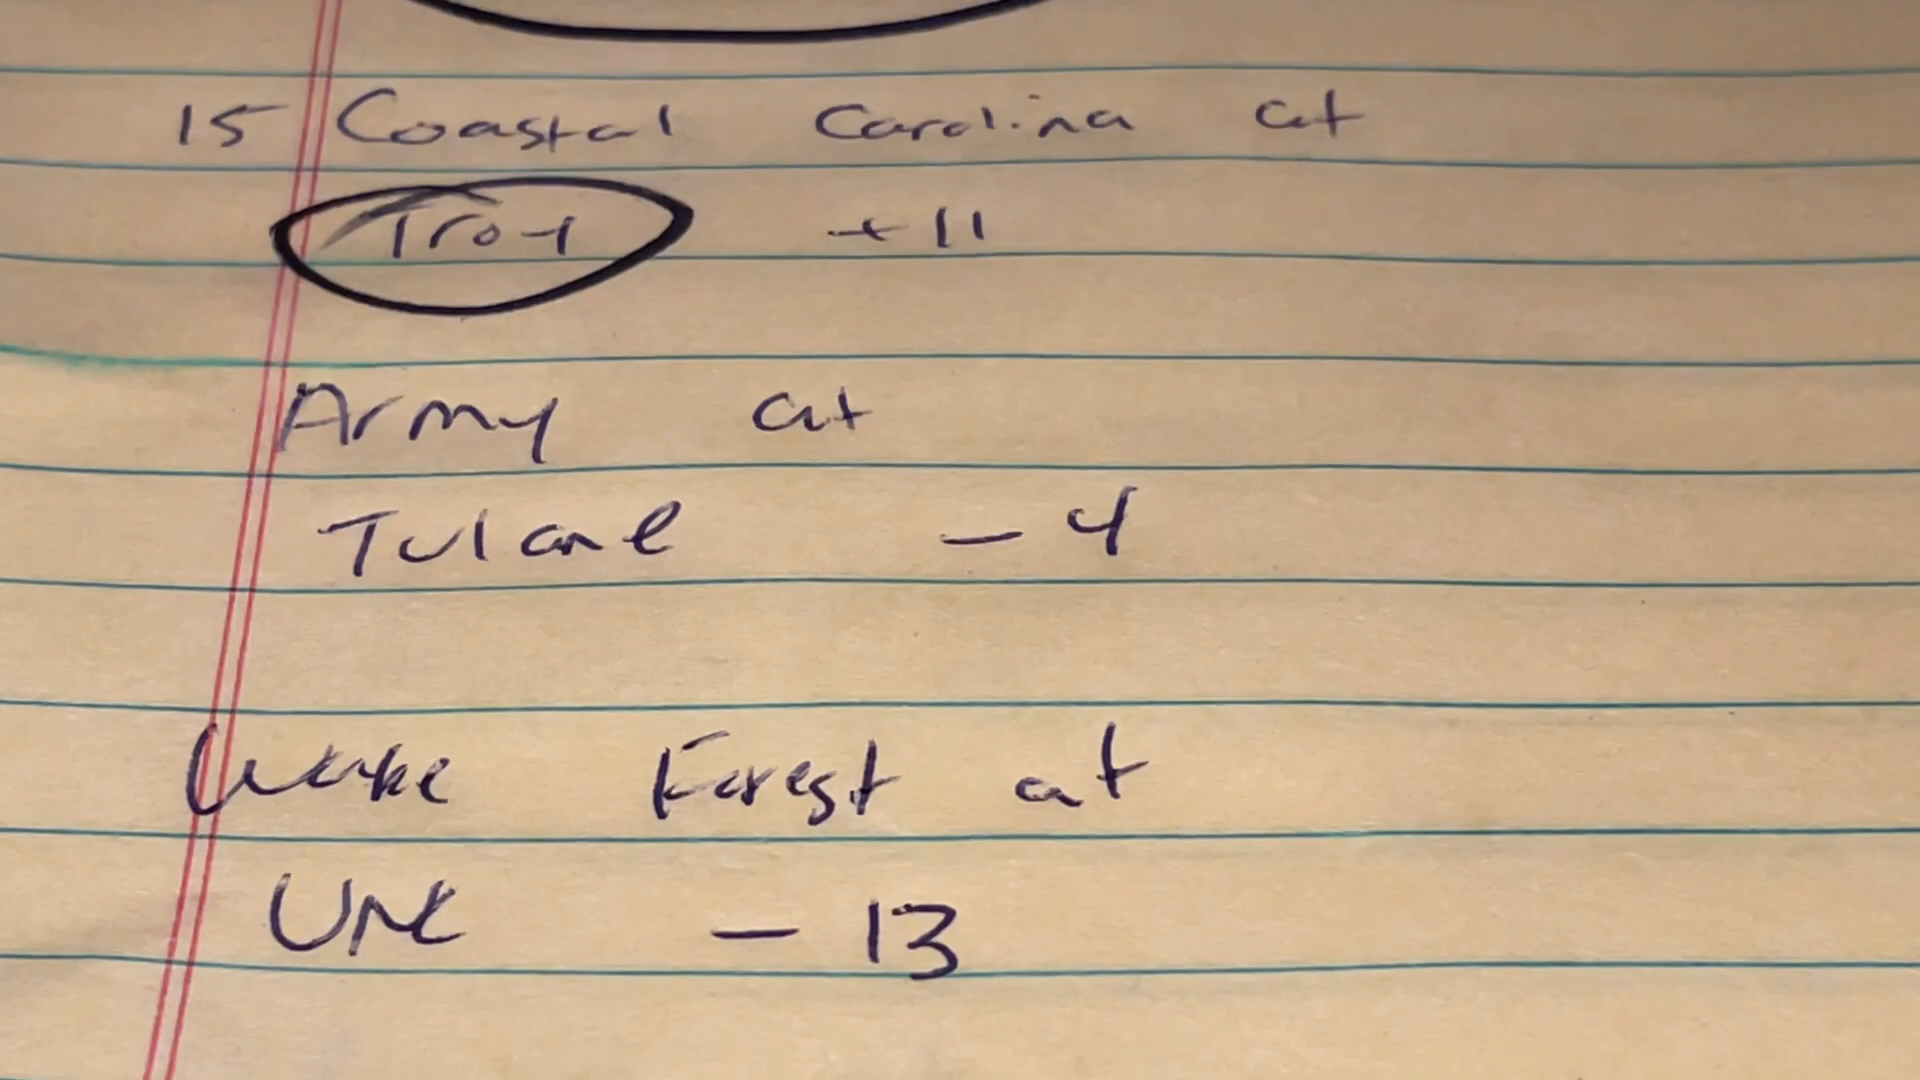 15 Coastal Carolina at
Troy +11
Army at
Tulane - 4
Wake Forest at
UNC - 13